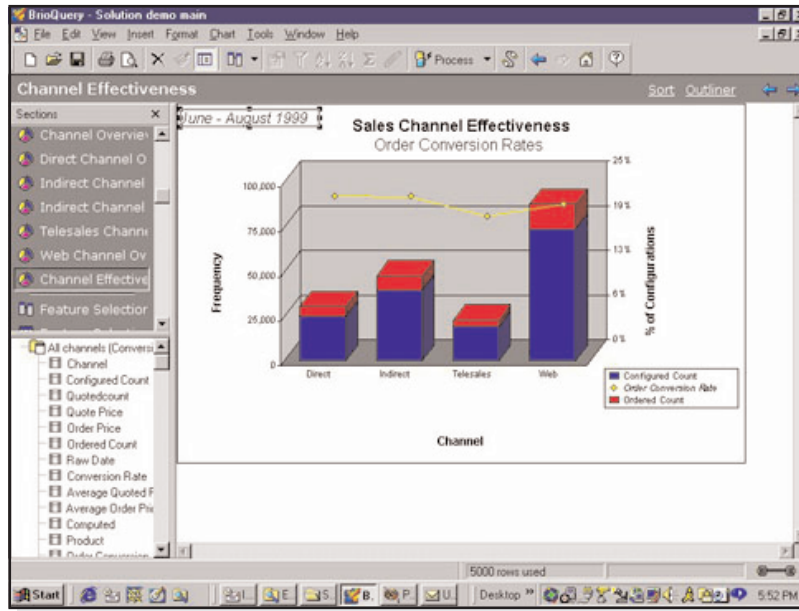 BrioQuery - Solution demo main
File Edit View Insert Format Chart Tools Window Help
Process
Channel Effectiveness
Sort Outliner
Sections
Channel Overview
Direct Channel O
Indirect Channel
Indirect Channel
Telesales Chann
Web Channel Ov
Channel Effective
Feature Selection
All channels (Conversi
Channel
Configured Count
Quotedcount
Quote Price
Order Price
Ordered Count
Raw Date
Conversion Rate
Average Quoted P
Average Order Pric
Computed
Product
Order Conversion
June - August 1999
Sales Channel Effectiveness
Order Conversion Rates
Frequency
100,000
75,000
50,000
25,000
0
25%
19%
13%
6%
0%
% of Configurations
Direct
Indirect
Telesales
Web
Channel
Configured Count
Order Conversion Rate
Ordered Count
5000 rows used
Start
I...
E...
S...
B.
P...
U.
Desktop »
5:52 PM